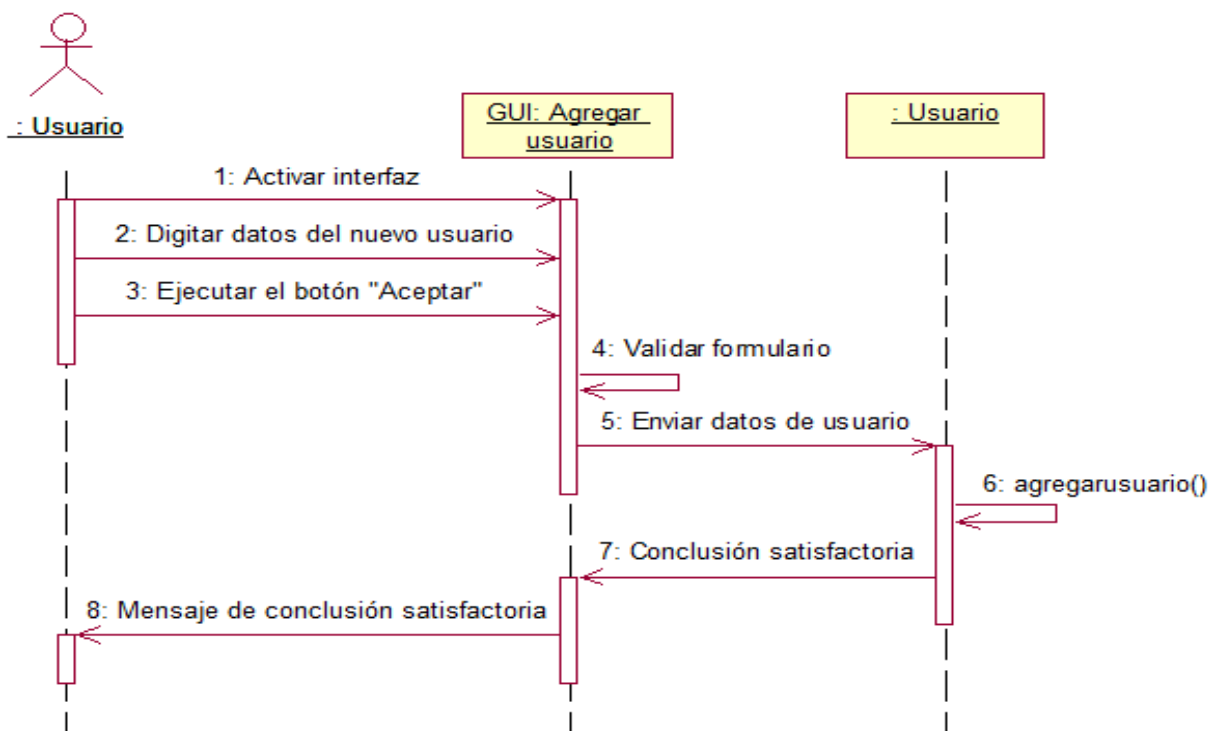 _: Usuario
GUI: Agregar
usuario
: Usuario
1: Activar interfaz
2: Digitar datos del nuevo usuario
3: Ejecutar el botón "Aceptar"
4: Validar formulario
5: Enviar datos de usuario
6: agregarusuario()
7: Conclusión satisfactoria
8: Mensaje de conclusión satisfactoria